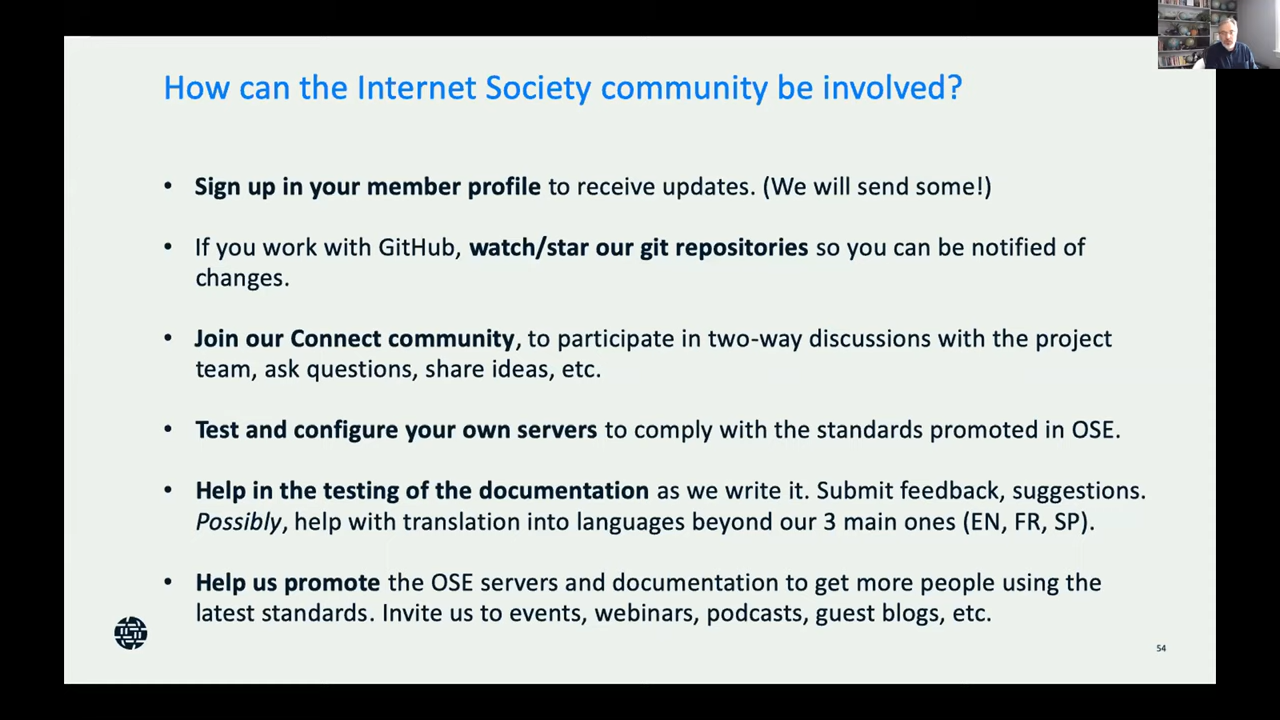 How can the Internet Society community be involved?
• Sign up in your member profile to receive updates. (We will send some!)
• If you work with GitHub, watch/star our git repositories so you can be notified of
changes.
• Join our Connect community, to participate in two-way discussions with the project
team, ask questions, share ideas, etc.
• Test and configure your own servers to comply with the standards promoted in OSE.
• Help in the testing of the documentation as we write it. Submit feedback, suggestions.
Possibly, help with translation into languages beyond our 3 main ones (EN, FR, SP).
• Help us promote the OSE servers and documentation to get more people using the
latest standards. Invite us to events, webinars, podcasts, guest blogs, etc.
54